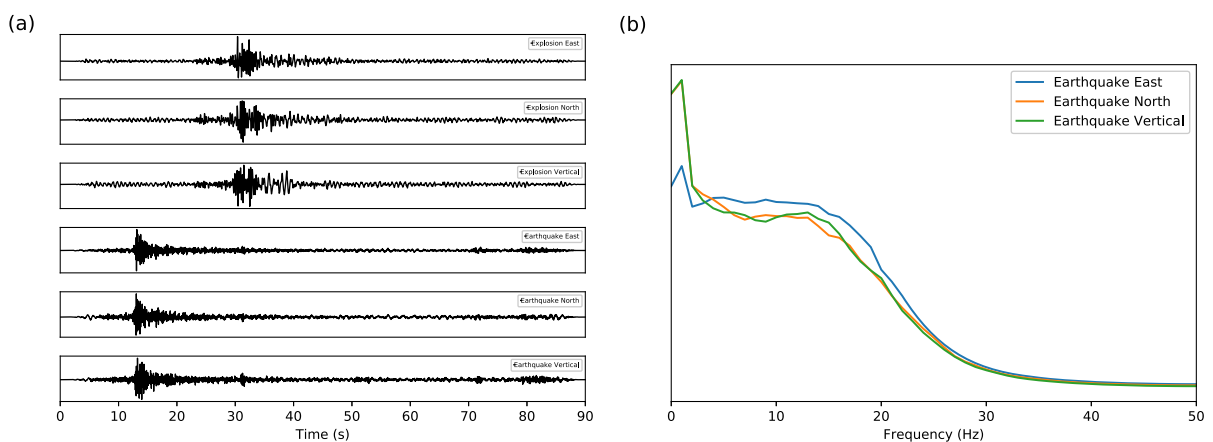 (a)
Explosion East
Explosion North
Explosion Vertical
Earthquake East
Earthquake North
Earthquake Vertical
0 10 20 30 40 50 60 70 80 90
Time (s)
(b)
Earthquake East
Earthquake North
Earthquake Vertical
0 10 20 30 40 50
Frequency (Hz)